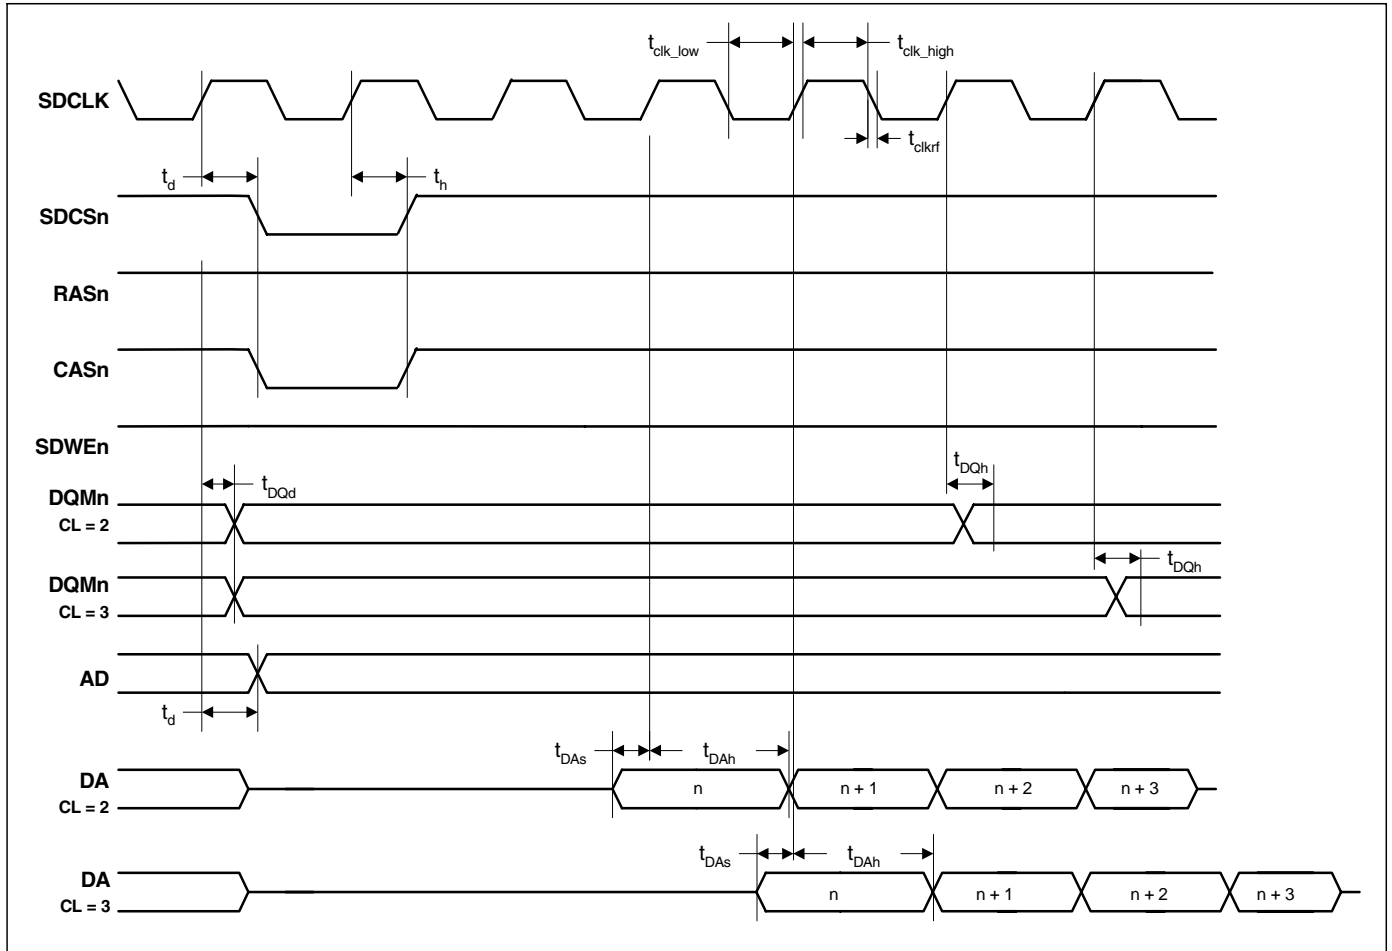 t_clk_low
t_clk_high
SDCLK
t_clkrf
t_d
t_h
SDCSn
RASn
CASn
SDWEn
t_DQh
t_DQd
DQMn
CL = 2
t_DQh
DQMn
CL = 3
AD
t_d
t_DAs
t_DAh
DA
CL = 2
n
n + 1
n + 2
n + 3
t_DAs
t_DAh
DA
CL = 3
n
n + 1
n + 2
n + 3